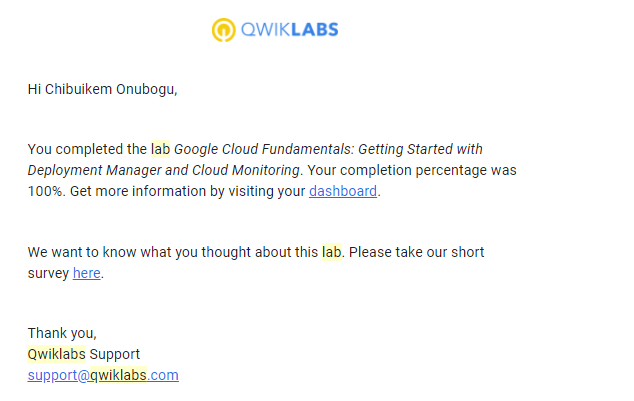 QWIKLABS
Hi Chibuikem Onubogu,
You completed the lab Google Cloud Fundamentals: Getting Started with
Deployment Manager and Cloud Monitoring. Your completion percentage was
100%. Get more information by visiting your dashboard.
We want to know what you thought about this lab. Please take our short
survey here.
Thank you,
Qwiklabs Support
support@qwiklabs.com